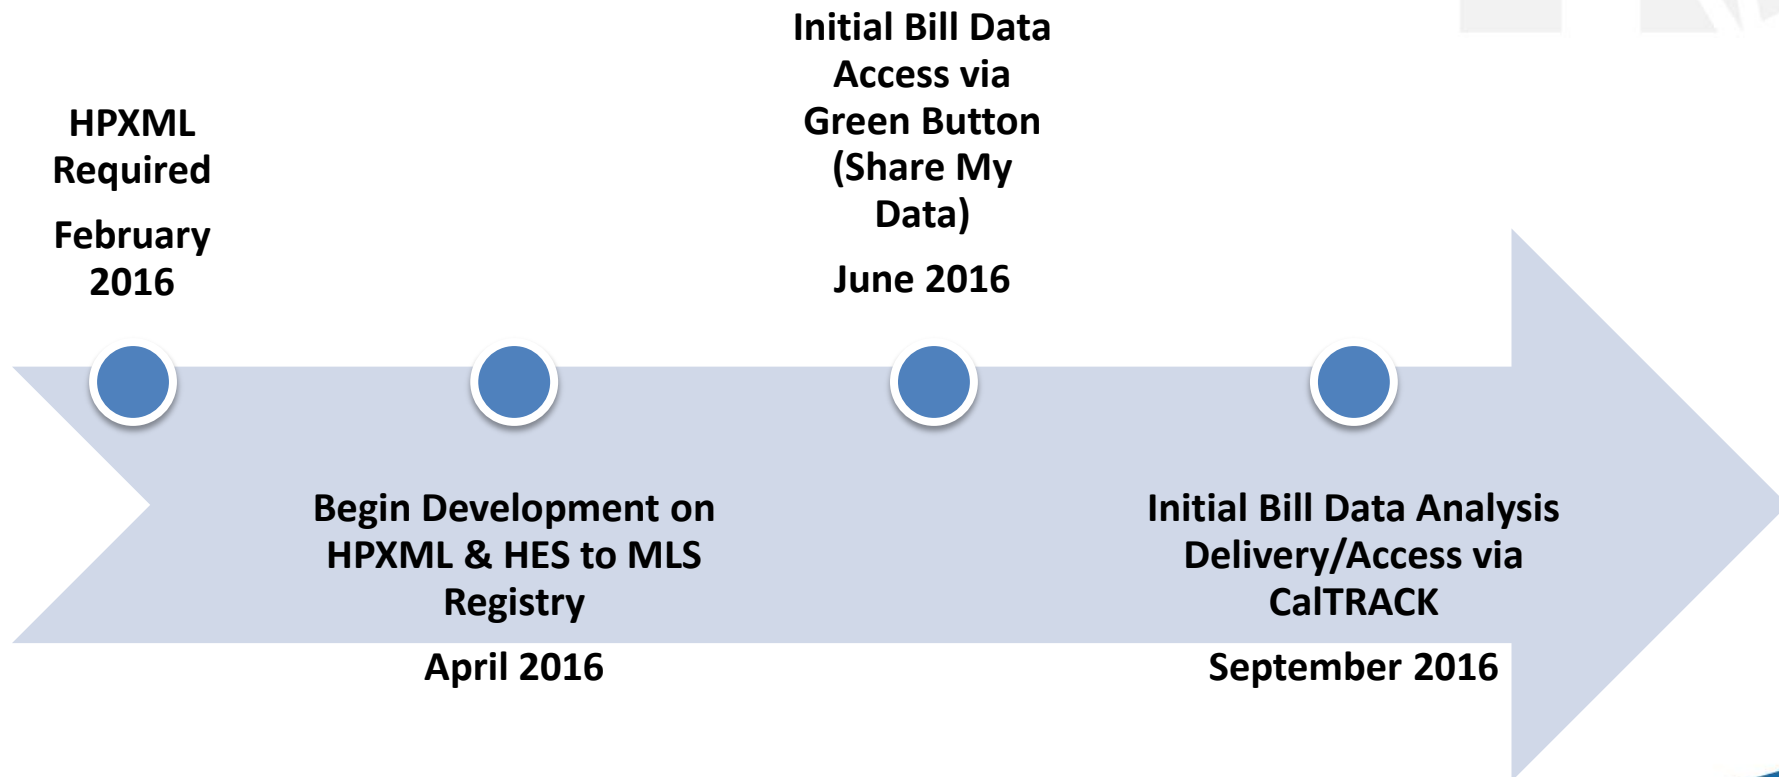 HPXML
Required
February
2016
Begin Development on
HPXML & HES to MLS
Registry
April 2016
Initial Bill Data
Access via
Green Button
(Share My
Data)
June 2016
Initial Bill Data Analysis
Delivery/Access via
CalTRACK
September 2016